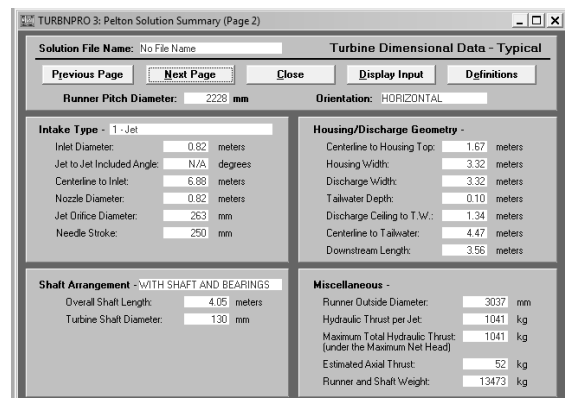 TURBNPRO 3: Pelton Solution Summary (Page 2)
Solution File Name: No File Name
Turbine Dimensional Data - Typical
Previous Page Next Page Close Display Input Definitions
Runner Pitch Diameter: 2228 mm Orientation: HORIZONTAL
Intake Type - 1 - Jet
Inlet Diameter: 0.82 meters
Jet to Jet Included Angle: N/A degrees
Centerline to Inlet: 6.88 meters
Nozzle Diameter: 0.82 meters
Jet Orifice Diameter: 263 mm
Needle Stroke: 250 mm
Housing/Discharge Geometry -
Centerline to Housing Top: 1.67 meters
Housing Width: 3.32 meters
Discharge Width: 3.32 meters
Tailwater Depth: 0.10 meters
Discharge Ceiling to T.W.: 1.34 meters
Centerline to Tailwater: 4.47 meters
Downstream Length: 3.56 meters
Shaft Arrangement - WITH SHAFT AND BEARINGS
Overall Shaft Length: 4.05 meters
Turbine Shaft Diameter: 130 mm
Miscellaneous -
Runner Outside Diameter: 3037 mm
Hydraulic Thrust per Jet: 1041 kg
Maximum Total Hydraulic Thrust: 1041 kg
(under the Maximum Net Head)
Estimated Axial Thrust: 52 kg
Runner and Shaft Weight: 13473 kg